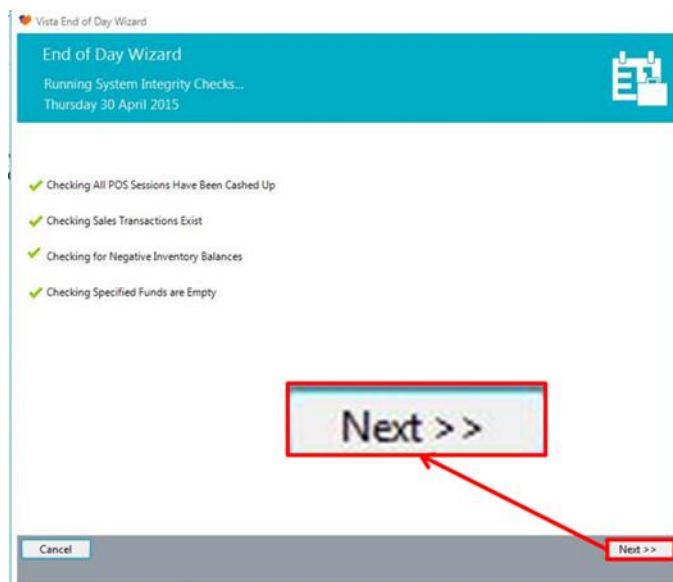 Vista End of Day Wizard
End of Day Wizard
Running System Integrity Checks...
Thursday 30 April 2015
Checking All POS Sessions Have Been Cashed Up
Checking Sales Transactions Exist
Checking for Negative Inventory Balances
Checking Specified Funds are Empty
Next >>
Cancel
Next >>